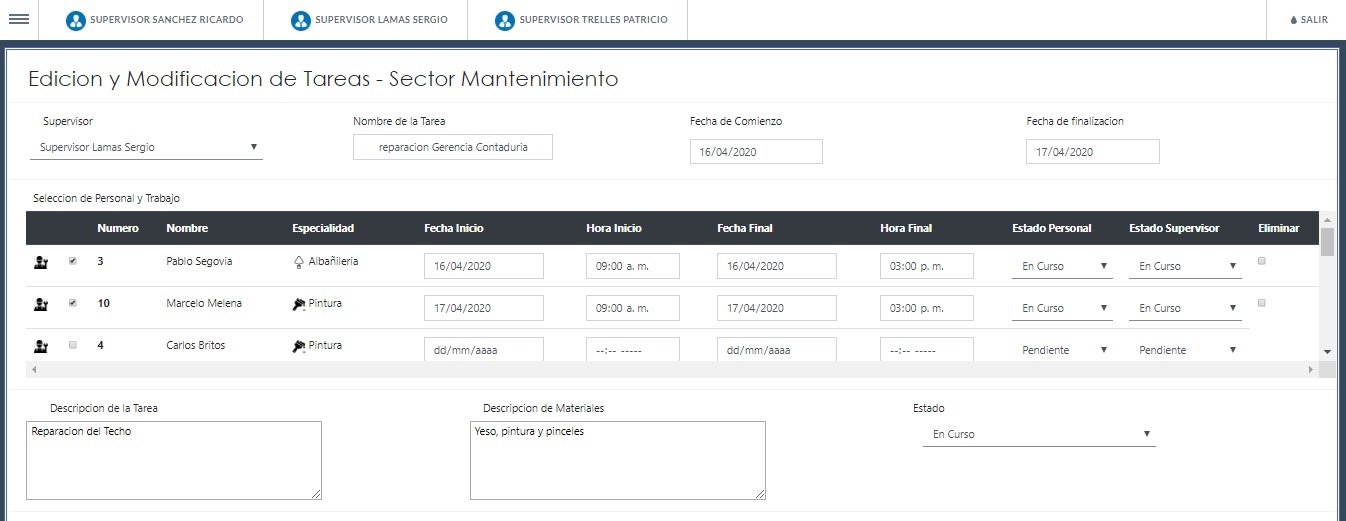 SUPERVISOR SANCHEZ RICARDO SUPERVISOR LAMAS SERGIO SUPERVISOR TRELLES PATRICIO SALIR
Edicion y Modificacion de Tareas - Sector Mantenimiento
Supervisor Nombre de la Tarea Fecha de Comienzo Fecha de finalizacion
Supervisor Lamas Sergio reparacion Gerencia Contaduria 16/04/2020 17/04/2020
Seleccion de Personal y Trabajo
Numero Nombre Especialidad Fecha Inicio Hora Inicio Fecha Final Hora Final Estado Personal Estado Supervisor Eliminar
3 Pablo Segovia Albañileria 16/04/2020 09:00 a. m. 16/04/2020 03:00 p. m. En Curso En Curso
10 Marcelo Melena Pintura 17/04/2020 09:00 a. m. 17/04/2020 03:00 p. m. En Curso En Curso
4 Carlos Britos Pintura dd/mm/aaaa --:-- ----- dd/mm/aaaa --:-- ----- Pendiente Pendiente
Descripcion de la Tarea Descripcion de Materiales Estado
Reparacion del Techo Yeso, pintura y pinceles En Curso